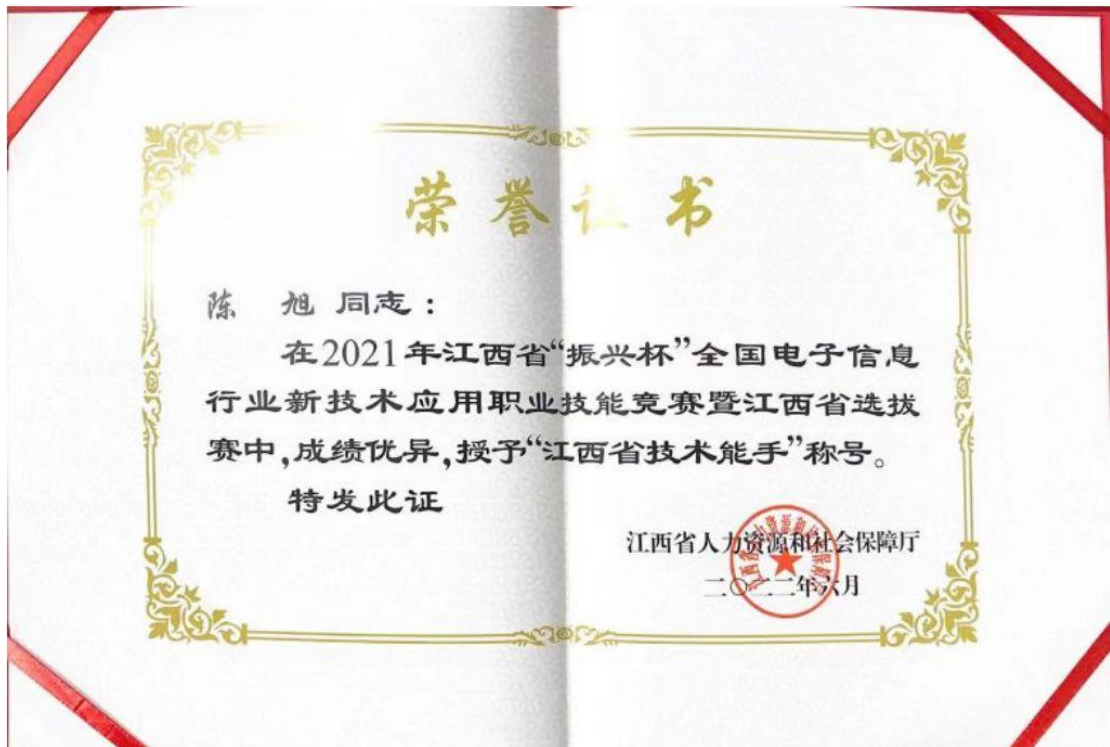 荣誉证书
陈 旭 同志：
在2021年江西省“振兴杯”全国电子信息
行业新技术应用职业技能竞赛暨江西省选拔
赛中,成绩优异,授予“江西省技术能手”称号。
特发此证
江西省人力资源和社会保障厅
二〇二二年六月